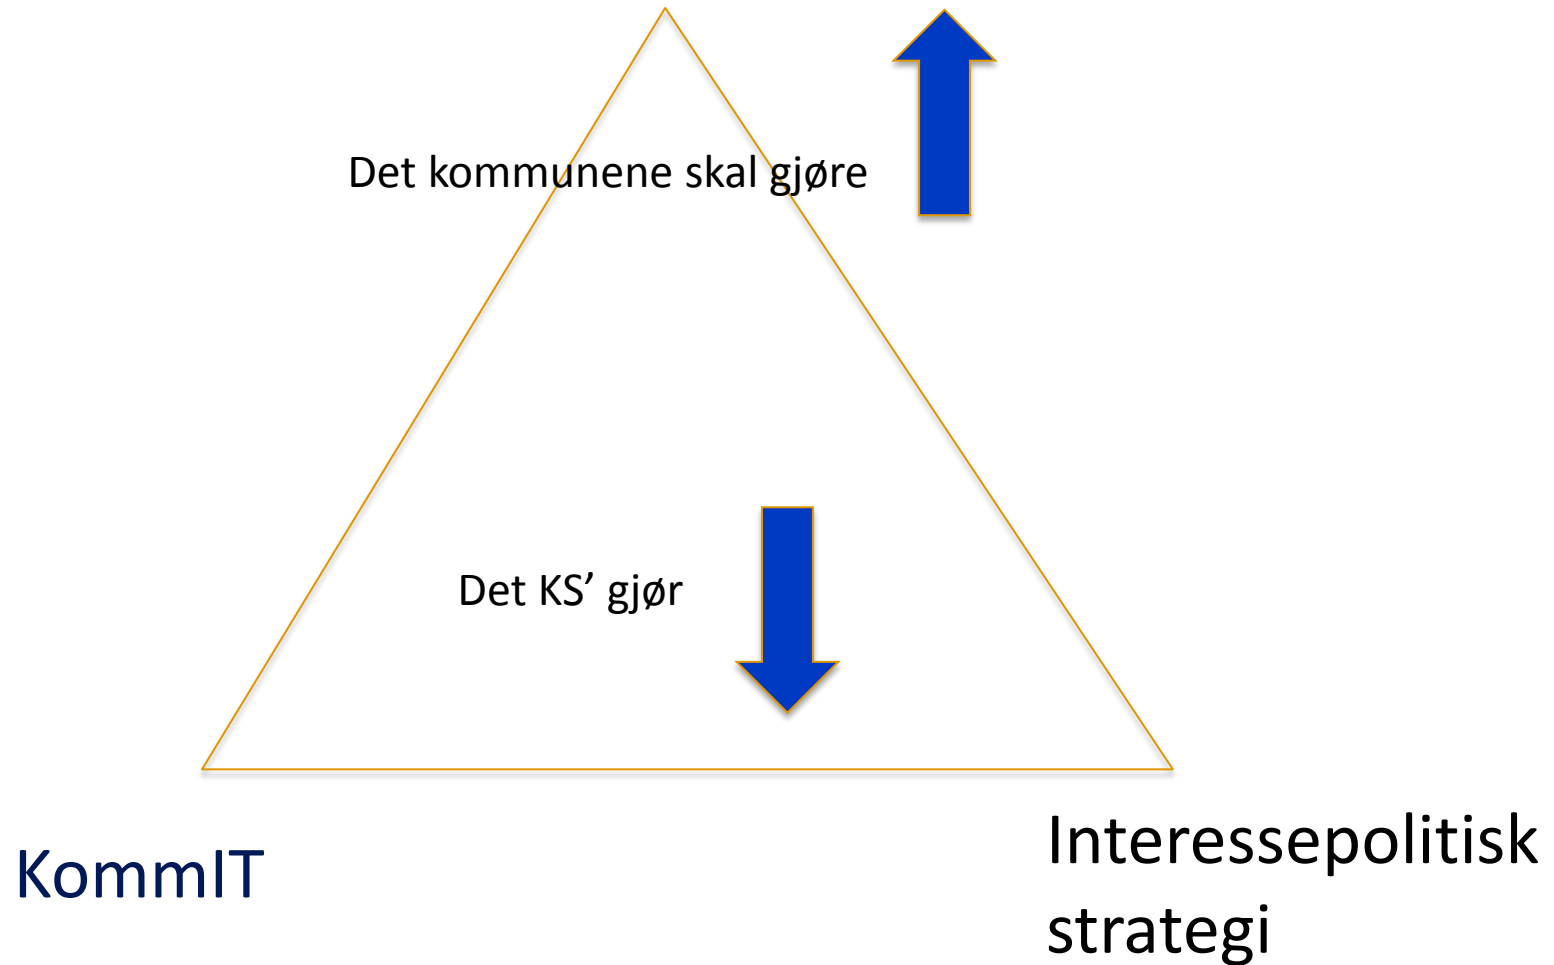 Det kommunene skal gjøre
Det KS’ gjør
KommIT
Interessepolitisk
strategi